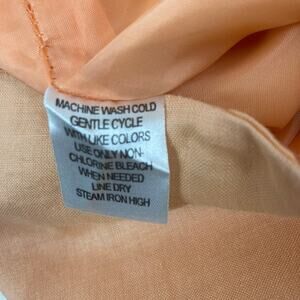 MACHINE WASH COLD
GENTLE CYCLE
WITH LIKE COLORS
USE ONLY NON-
CHLORINE BLEACH
WHEN NEEDED
LINE DRY
STEAM IRON HIGH